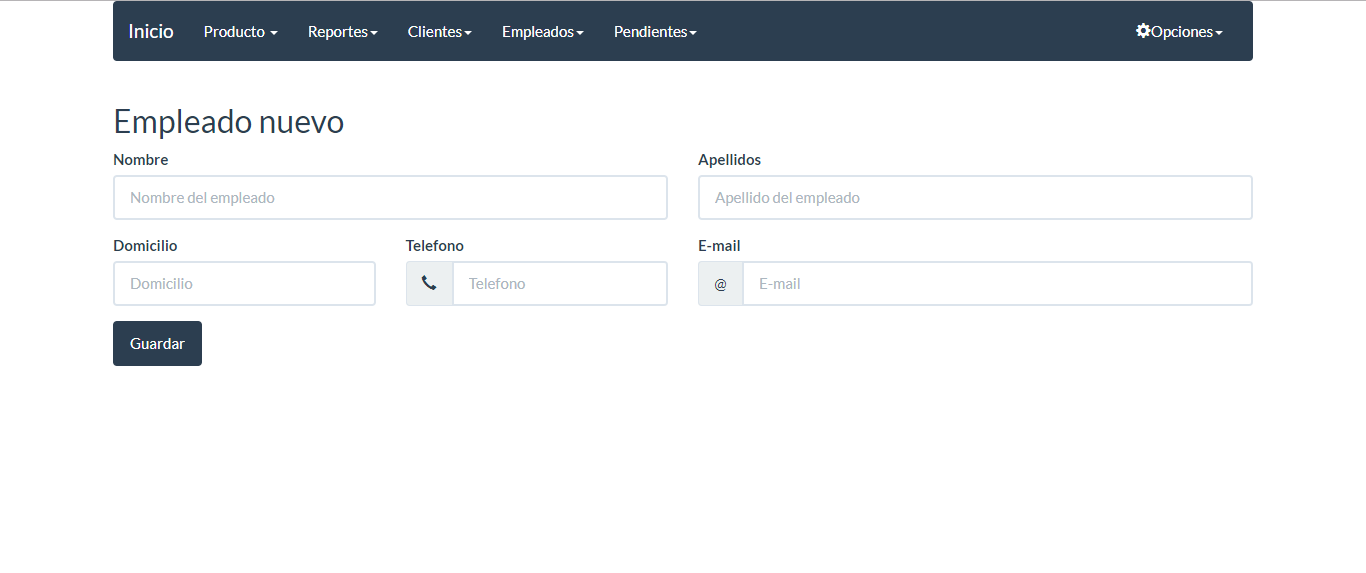 Inicio Producto Reportes Clientes Empleados Pendientes Opciones
Empleado nuevo
Nombre Apellidos
Nombre del empleado Apellido del empleado
Domicilio Telefono E-mail
Domicilio Telefono @ E-mail
Guardar